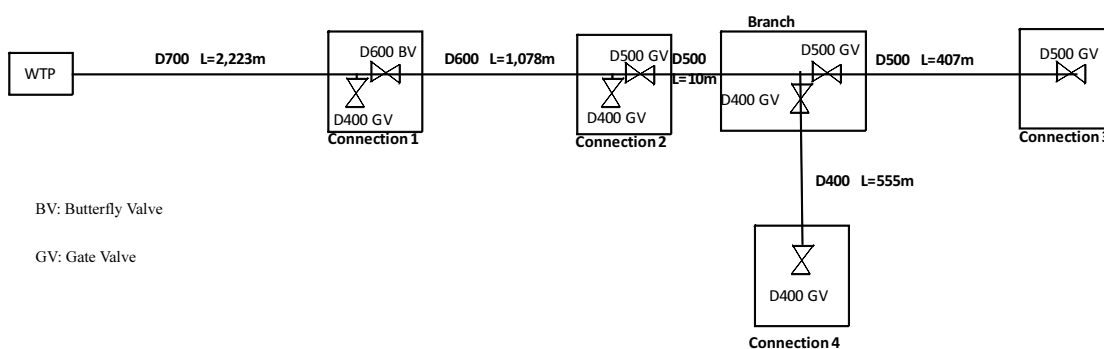 Branch
WTP
D700 L=2,223m
D600 BV
D400 GV
Connection 1
D600 L=1,078m
D500 GV
D400 GV
Connection 2
D500
L=10m
D500 GV
D400 GV
D500 L=407m
D500 GV
Connection 3
D400 L=555m
D400 GV
Connection 4
BV: Butterfly Valve
GV: Gate Valve